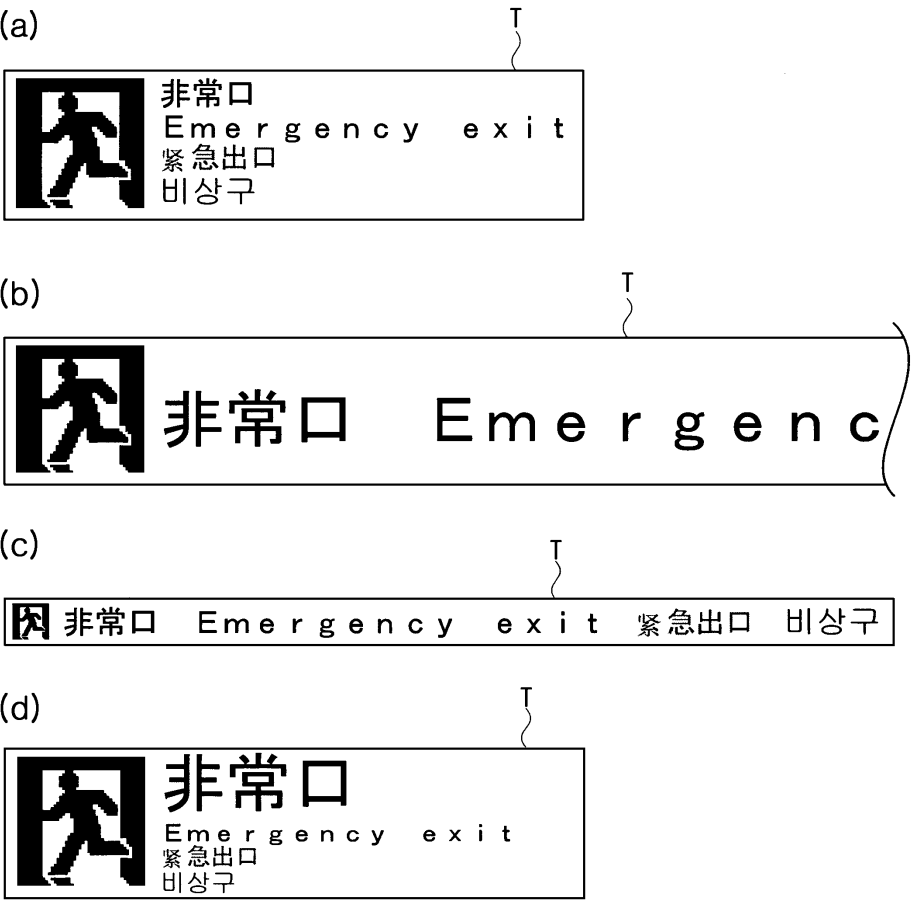 (a)
T
非常口
Emergency exit
紧急出口
비상구
(b)
T
非常口 Emergenc
(c)
T
非常口 Emergency exit 紧急出口 비상구
(d)
T
非常口
Emergency exit
紧急出口
비상구